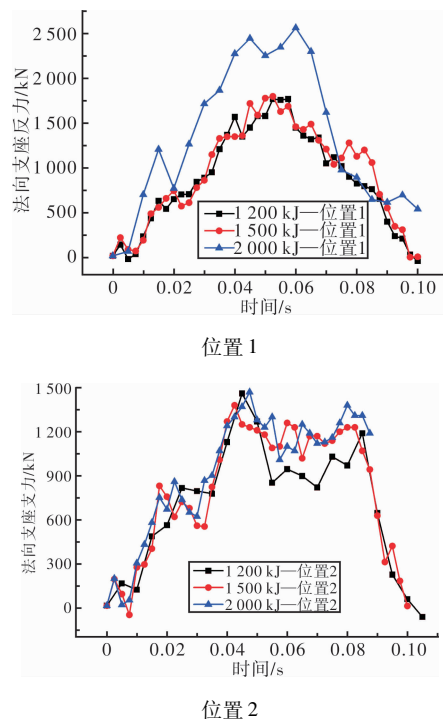 2 500
2 000
1 500
1 000
500
0
法向支座反力/kN
1 200 kJ—位置1
1 500 kJ—位置1
2 000 kJ—位置1
0 0.02 0.04 0.06 0.08 0.10
时间/s
位置1
1 500
1 200
900
600
300
0
法向支座支力/kN
1 200 kJ—位置2
1 500 kJ—位置2
2 000 kJ—位置2
0 0.02 0.04 0.06 0.08 0.10
时间/s
位置2